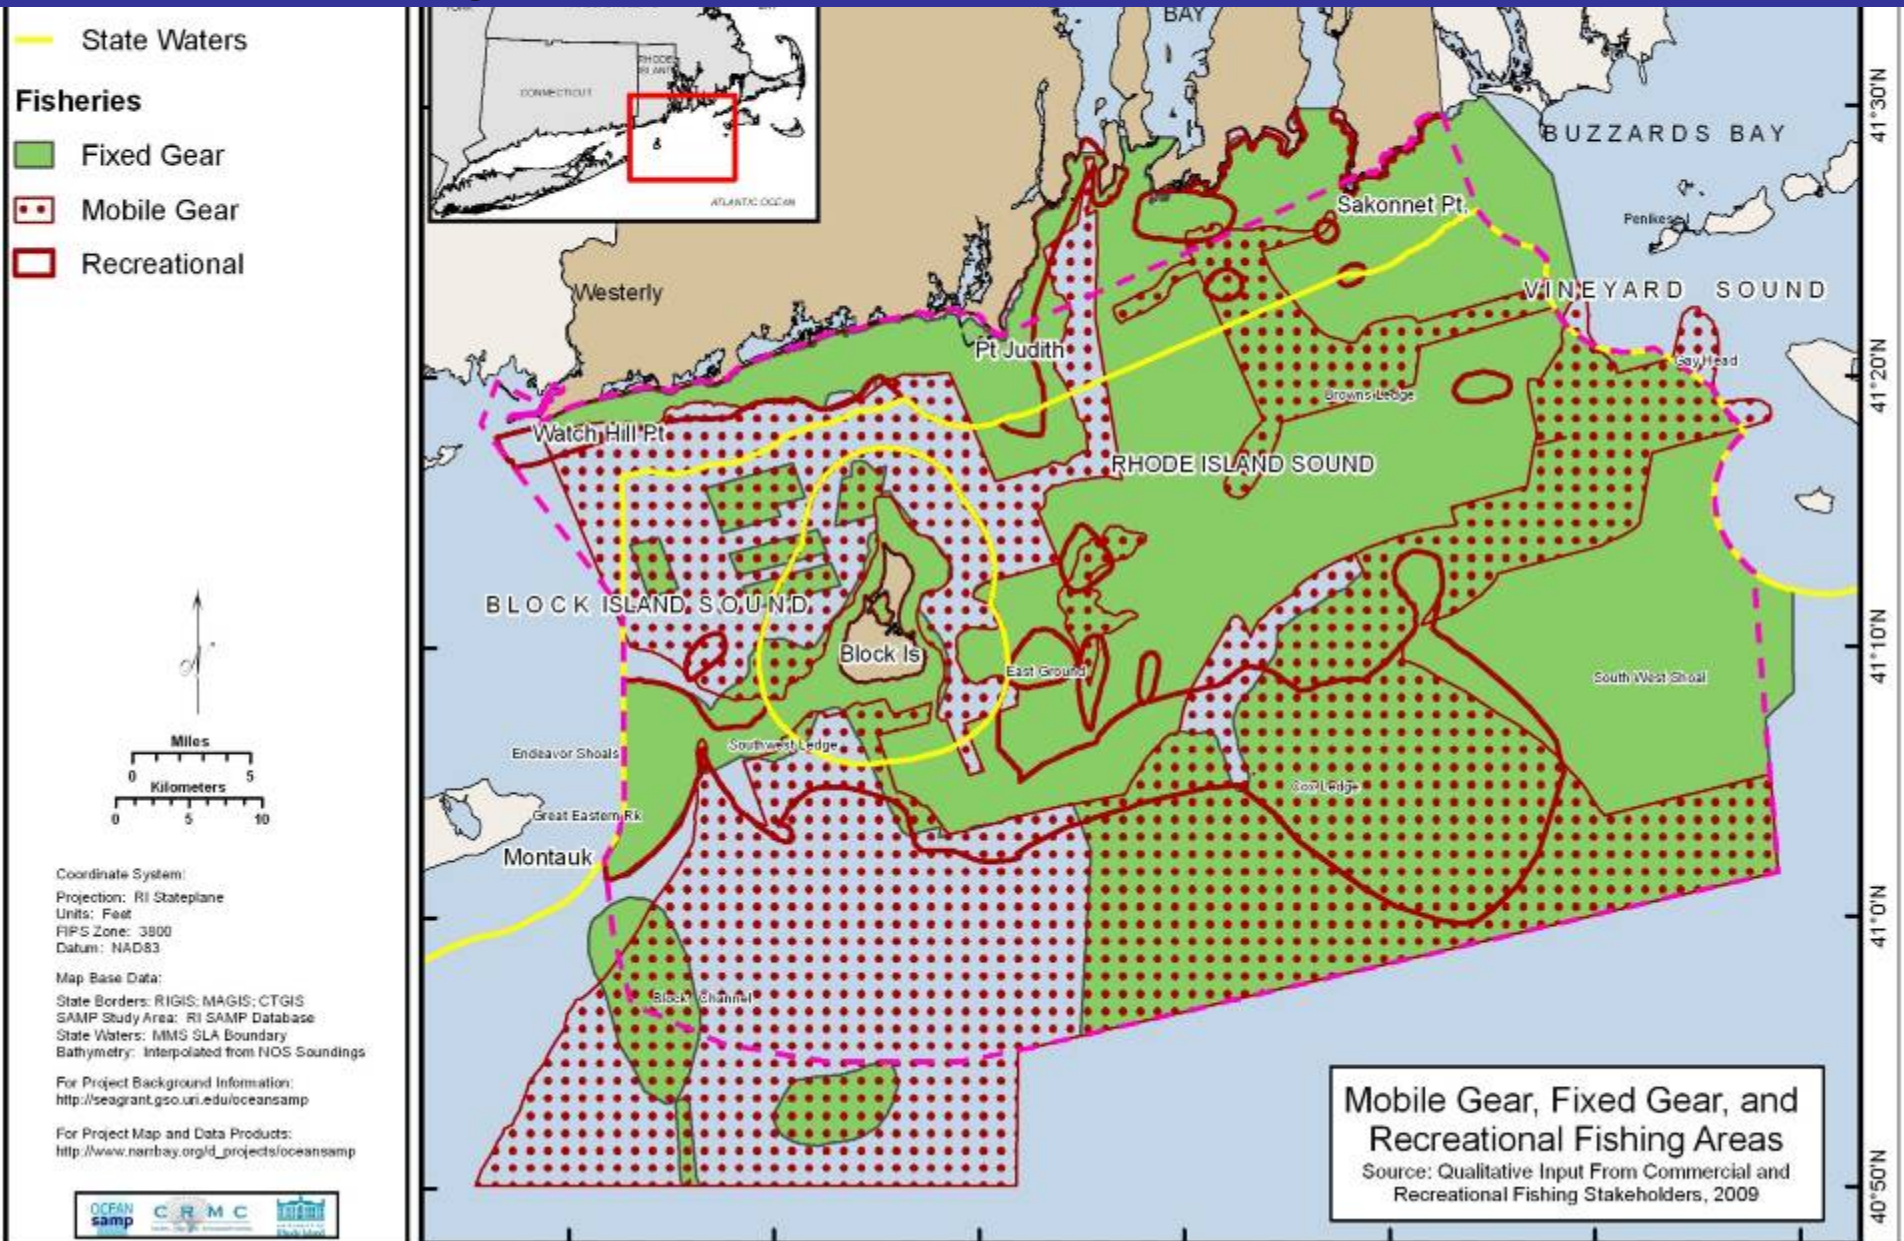 State Waters
Fisheries
Fixed Gear
Mobile Gear
Recreational
CONNECTICUT
RHODE
ISLAND
ATLANTIC OCEAN
BAY
BUZZARDS BAY
Sakonnet Pt.
Penikese I
Westerly
VINEYARD SOUND
Pt Judith
Gay Head
Browns Ledge
Watch Hill Pt
RHODE ISLAND SOUND
BLOCK ISLAND SOUND
Block Is
East Ground
South West Shoal
Southwest Ledge
Endeavor Shoals
Cox Ledge
Great Eastern Rk
Montauk
Block Channel
41°30'N
41°20'N
41°10'N
41°0'N
40°50'N
Miles
0 5
Kilometers
0 5 10
Coordinate System:
Projection: RI Stateplane
Units: Feet
FIPS Zone: 3800
Datum: NAD83
Map Base Data:
State Borders: RIGIS; MAGIS; CTGIS
SAMP Study Area: RI SAMP Database
State Waters: MMS SLA Boundary
Bathymetry: Interpolated from NOS Soundings
For Project Background Information:
http://seagrant.gso.uri.edu/oceansamp
For Project Map and Data Products:
http://www.narrbay.org/d_projects/oceansamp
OCEAN
samp
CRMC
Mobile Gear, Fixed Gear, and
Recreational Fishing Areas
Source: Qualitative Input From Commercial and
Recreational Fishing Stakeholders, 2009